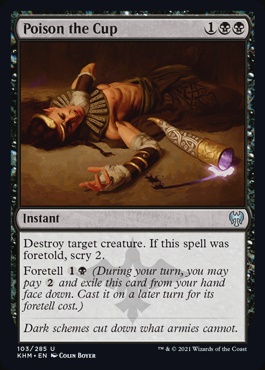 Poison the Cup 1BB
Instant
Destroy target creature. If this spell was
foretold, scry 2.
Foretell 1B (During your turn, you may
pay 2 and exile this card from your hand
face down. Cast it on a later turn for its
foretell cost.)
Dark schemes cut down what armies cannot.
103/285 U
KHM • EN Colin Boyer
™ & © 2021 Wizards of the Coast